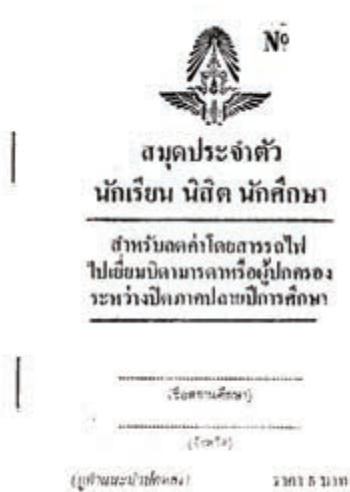 Nº
สมุดประจำตัว
นักเรียน นิสิต นักศึกษา
สำหรับลดค่าโดยสารรถไฟ
ไปเยี่ยมบิดามารดาหรือผู้ปกครอง
ระหว่างปิดภาคปลายปีการศึกษา
(ชื่อสถานศึกษา)
(จังหวัด)
ราคา 5 บาท